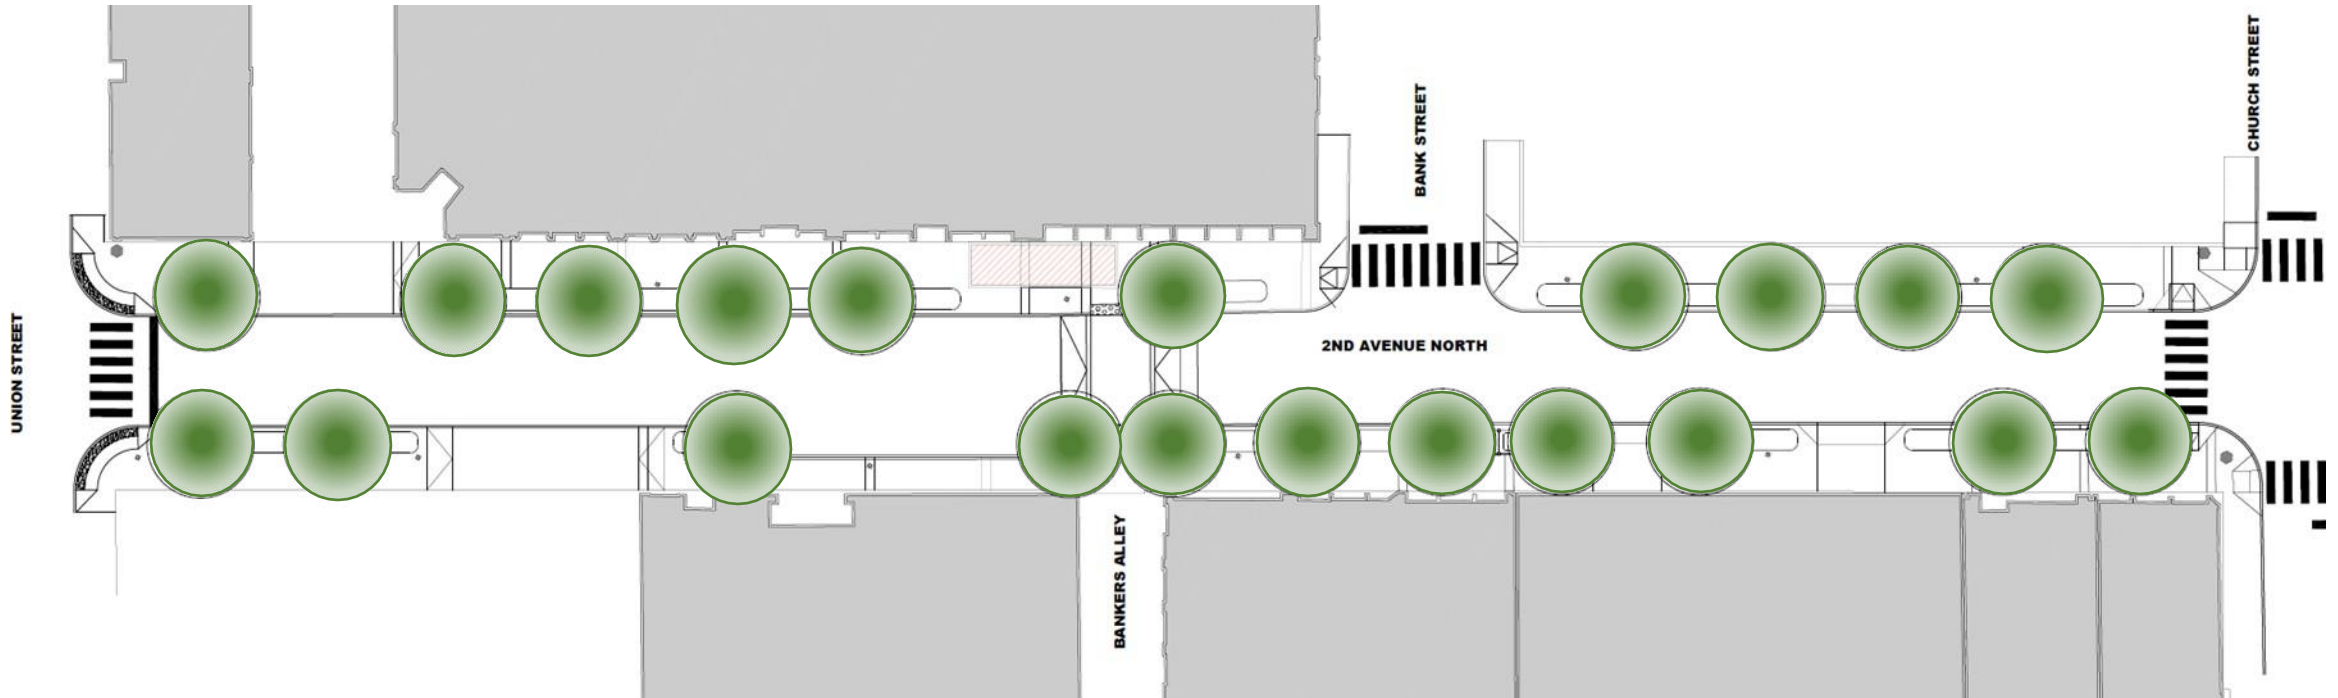 UNION STREET
BANK STREET
CHURCH STREET
2ND AVENUE NORTH
BANKERS ALLEY